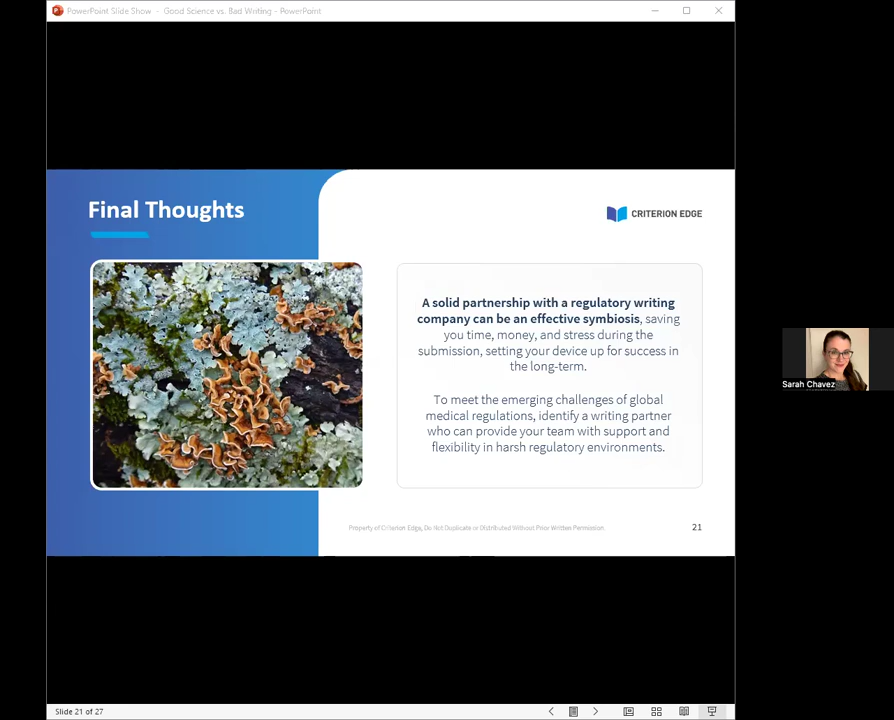 PowerPoint Slide Show - Good Science vs. Bad Writing - PowerPoint
Final Thoughts
CRITERION EDGE
A solid partnership with a regulatory writing
company can be an effective symbiosis, saving
you time, money, and stress during the
submission, setting your device up for success in
the long-term.
To meet the emerging challenges of global
medical regulations, identify a writing partner
who can provide your team with support and
flexibility in harsh regulatory environments.
Property of Criterion Edge, Do Not Duplicate or Distributed Without Prior Written Permission.
21
Sarah Chavez
Slide 21 of 27